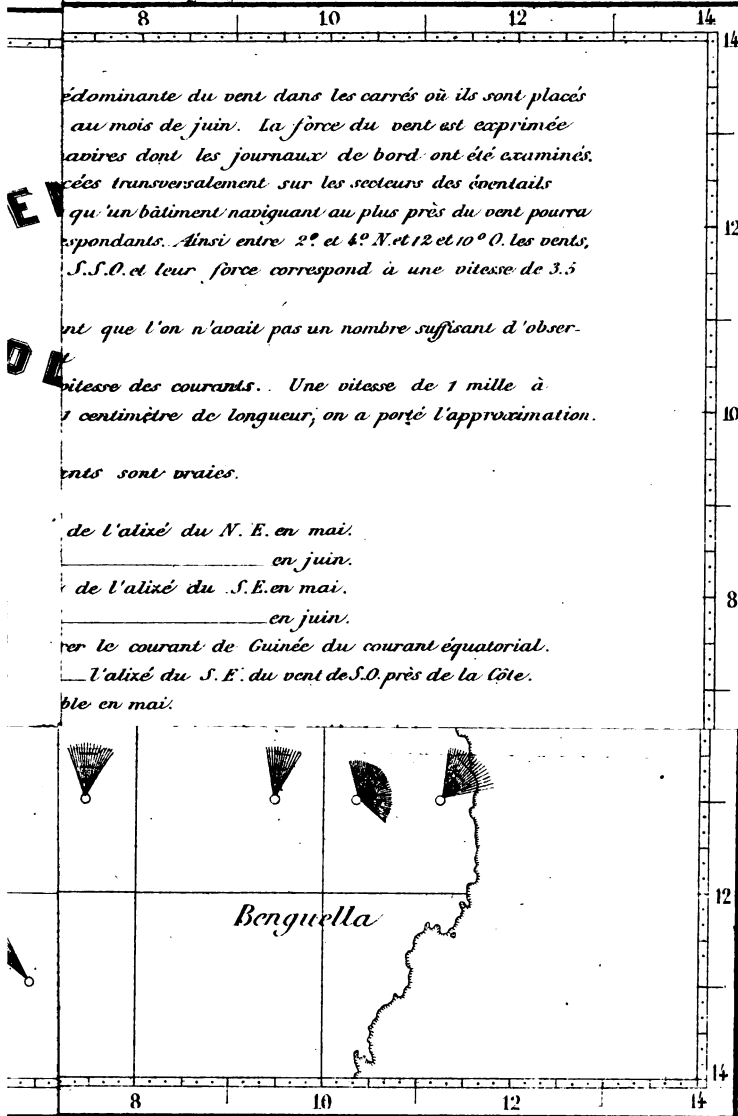 8 10 12 14
14
édominante du vent dans les carrés où ils sont placés
au mois de juin. La force du vent est exprimée
avires dont les journaux de bord ont été examinés.
cées transversalement sur les secteurs des éventails
E
qu'un bâtiment naviguant au plus près du vent pourra
12
espondants. Ainsi entre 2° et 4° N. et 12 et 10° O. les vents,
S.S.O. et leur force correspond à une vitesse de 3.5
ent que l'on n'avait pas un nombre suffisant d'obser-
t
vitesse des courants. Une vitesse de 1 mille à
10
1 centimètre de longueur, on a porté l'approximation.
ents sont vraies.
de l'alizé du N. E. en mai.
en juin.
de l'alizé du S. E. en mai.
8
en juin.
rer le courant de Guinée du courant équatorial.
l'alizé du S. E. du vent de S.O. près de la Côte.
ble en mai.
12
Benguella
14
8 10 12 14